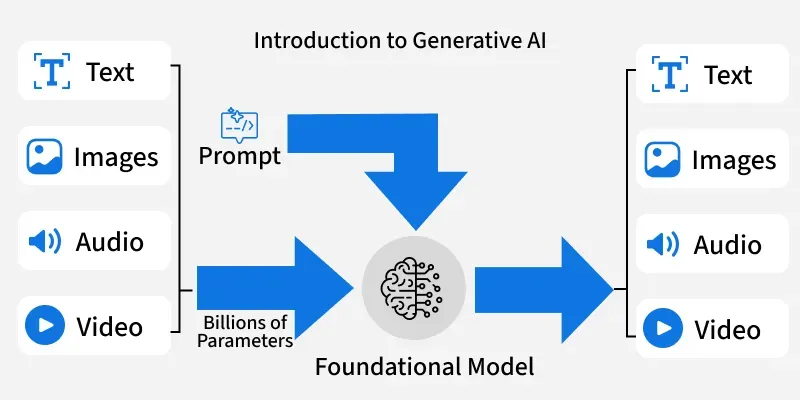 Introduction to Generative AI
Text
Images
Audio
Video
--/>
Prompt
Billions of
Parameters
Foundational Model
Text
Images
Audio
Video